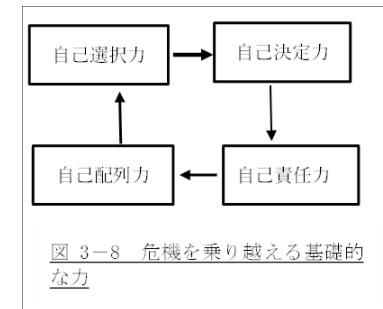 自己選択力
自己決定力
自己配列力
自己責任力
図 3－8　危機を乗り越える基礎的
な力